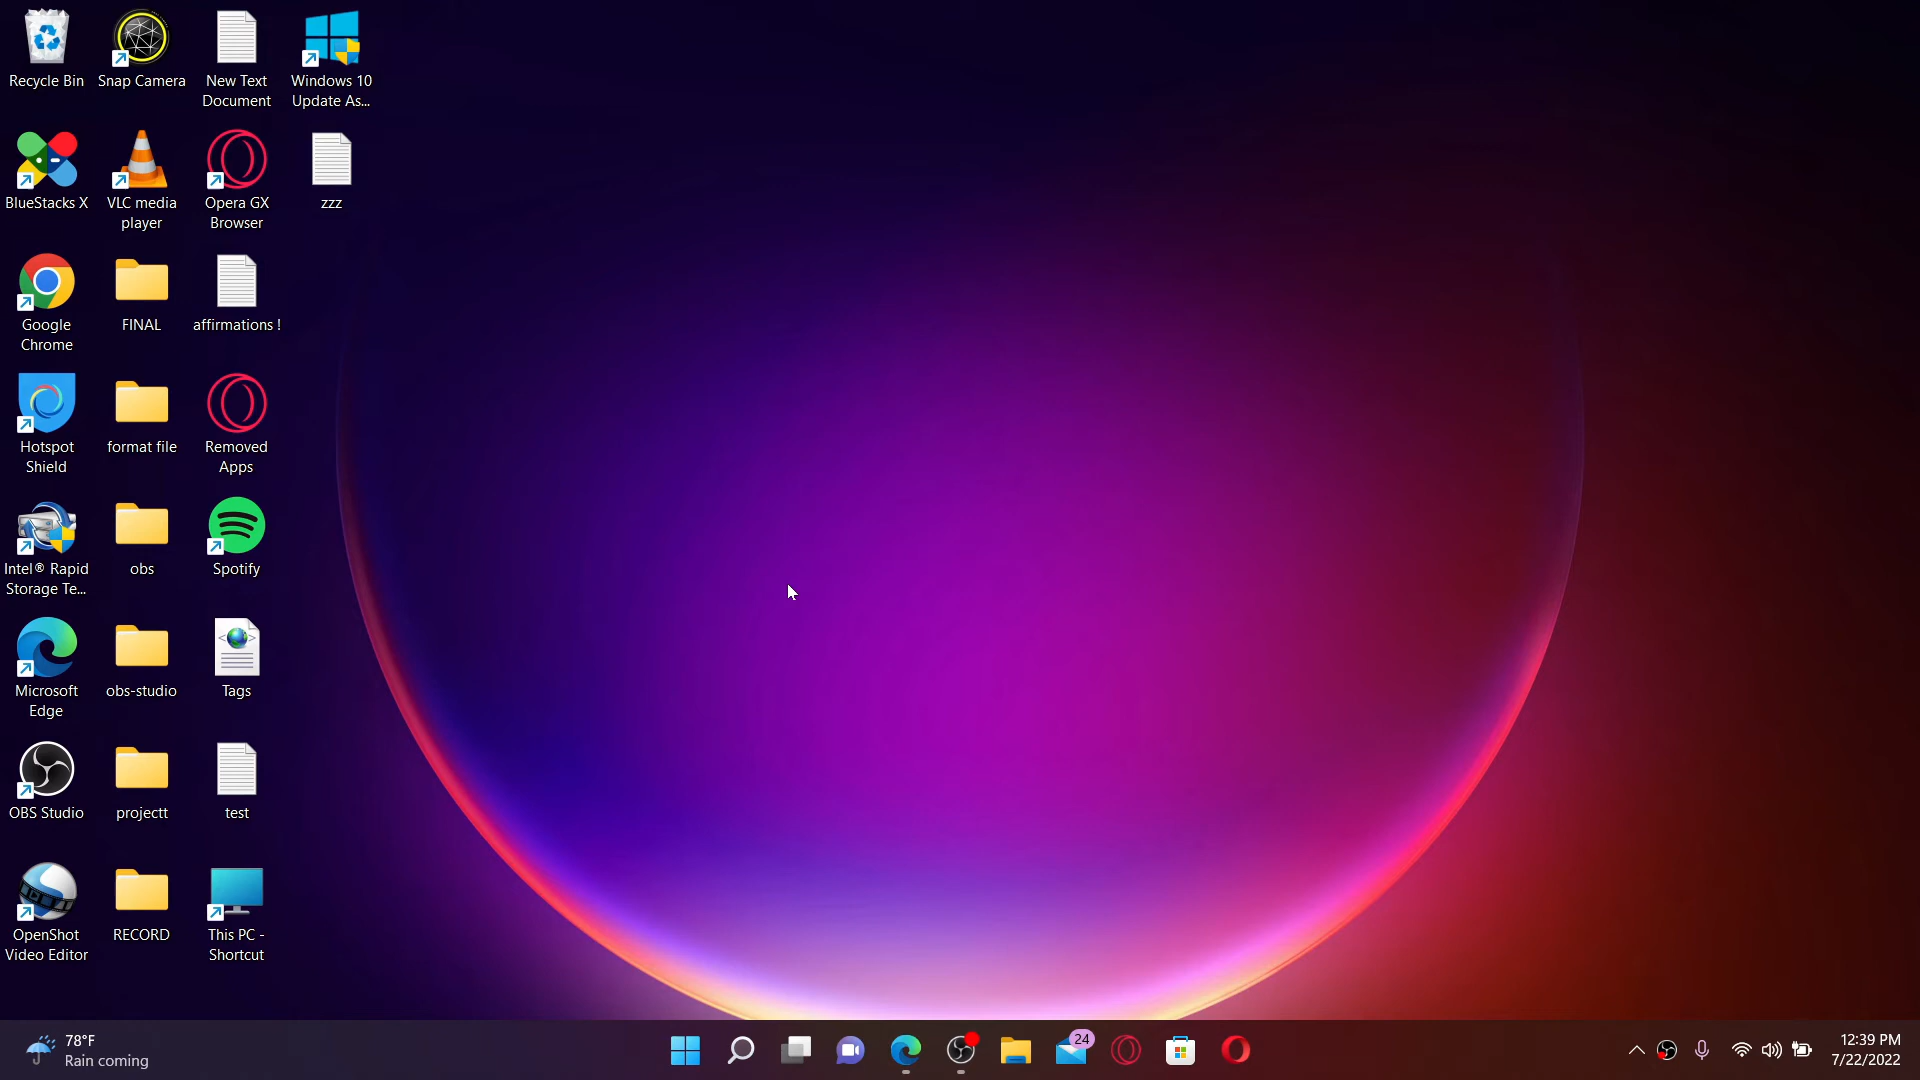 Recycle Bin
Snap Camera
New Text
Document
Windows 10
Update As...
BlueStacks X
VLC media
player
Opera GX
Browser
zzz
Google
Chrome
FINAL
affirmations !
Hotspot
Shield
format file
Removed
Apps
Intel® Rapid
Storage Te...
obs
Spotify
Microsoft
Edge
obs-studio
Tags
OBS Studio
projectt
test
OpenShot
Video Editor
RECORD
This PC -
Shortcut
78°F
Rain coming
24
12:39 PM
7/22/2022